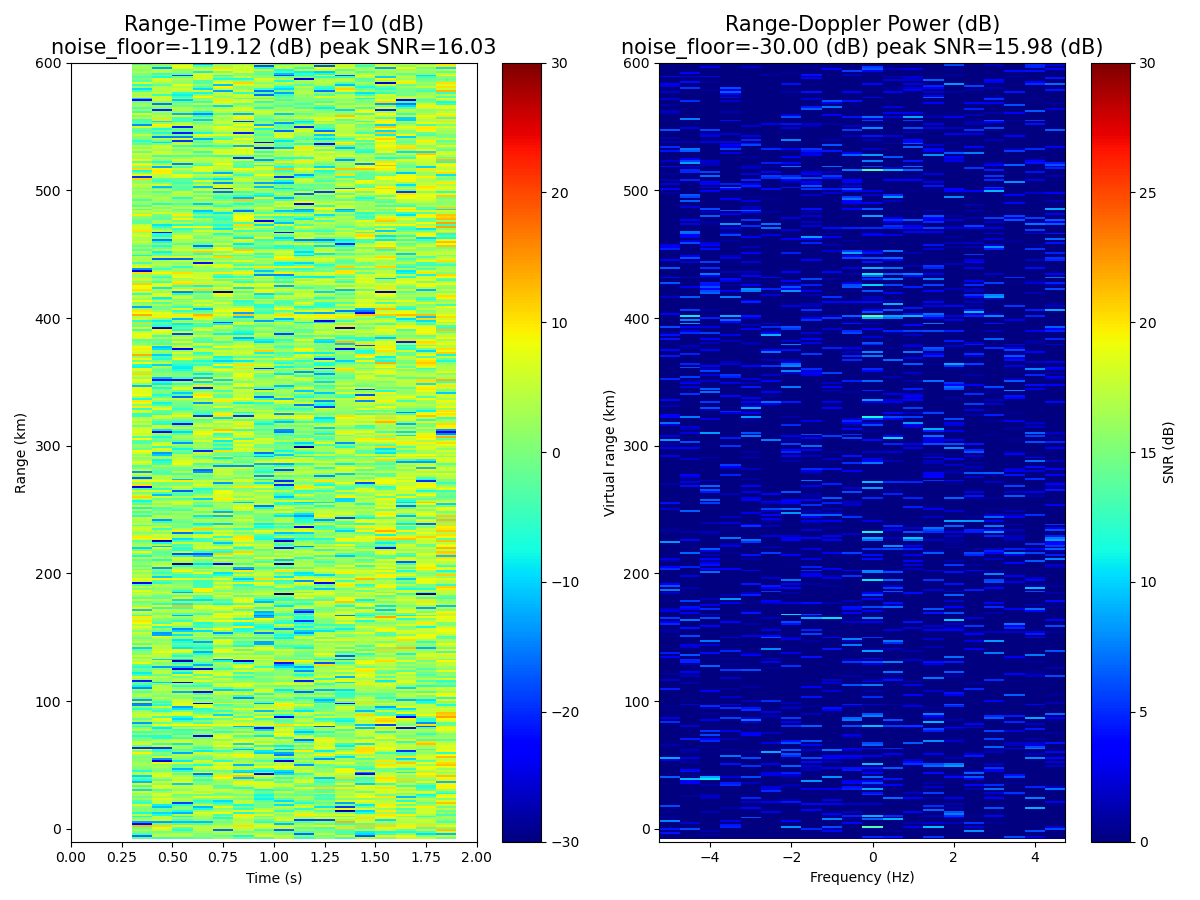 Range-Time Power f=10 (dB)
noise_floor=-119.12 (dB) peak SNR=16.03
600
500
400
300
200
100
0
Range (km)
0.00 0.25 0.50 0.75 1.00 1.25 1.50 1.75 2.00
Time (s)
30
20
10
0
−10
−20
−30
Range-Doppler Power (dB)
noise_floor=-30.00 (dB) peak SNR=15.98 (dB)
600
500
400
300
200
100
0
Virtual range (km)
−4 −2 0 2 4
Frequency (Hz)
30
25
20
15
10
5
0
SNR (dB)